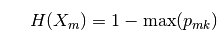 H(X_m) = 1 − max(p_{mk})